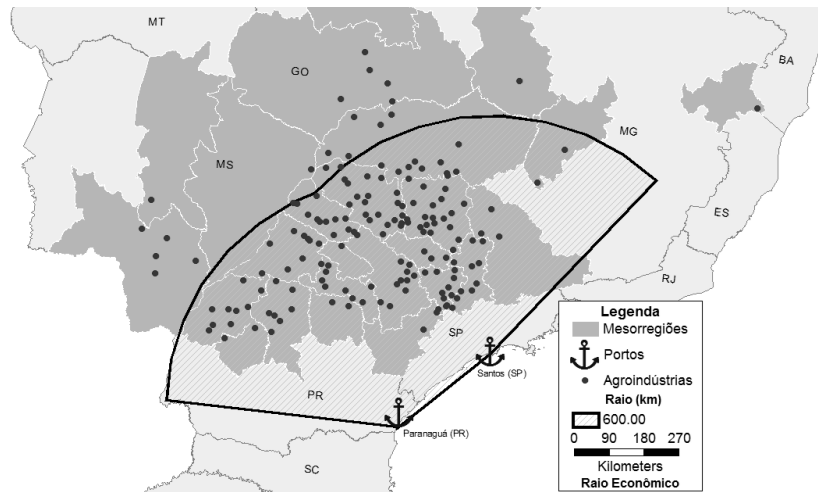 MT
BA
GO
MG
MS
ES
RJ
SP
Santos (SP)
PR
Paranaguá (PR)
SC
Legenda
Mesorregiões
Portos
Agroindústrias
Raio (km)
600.00
0 90 180 270
Kilometers
Raio Econômico